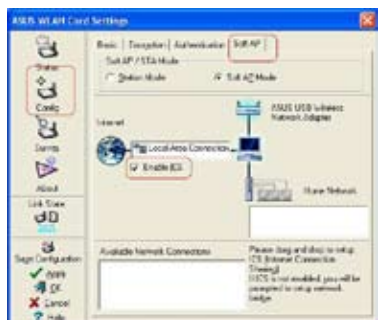 ASUS WLAN Card Settings
Basic
Encryption
Authentication
Soft AP
Soft AP / STA Mode
Station Mode
Soft AP Mode
Status
Config
Survey
About
Link State
Internet
ASUS USB Wireless
Network Adapter
Local Area Connection
Enable ICS
Home Network
Apply
OK
Cancel
Help
Available Network Connections
Please drag and drop to setup
ICS (Internet Connection
Sharing)
If ICS is not enabled, you will be
prompted to setup network
bridge